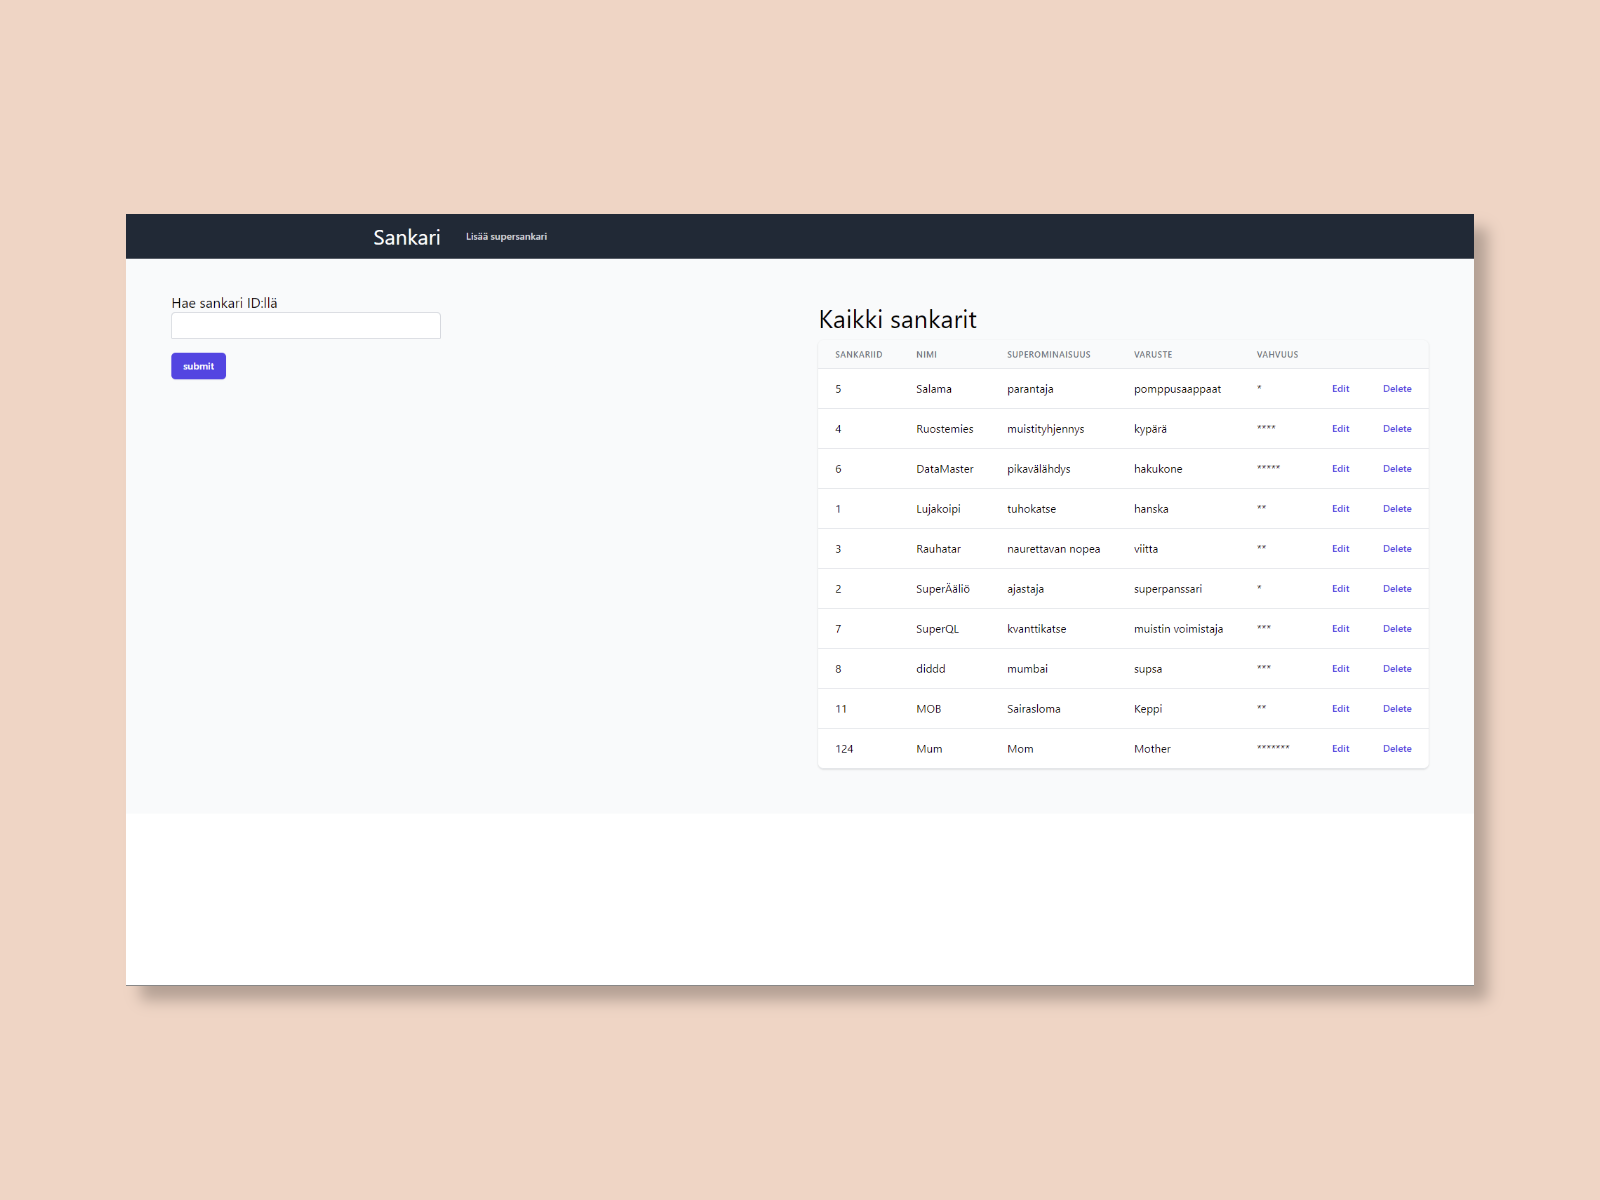 Sankari Lisää supersankari
Hae sankari ID:llä
submit
Kaikki sankarit
SANKARIID NIMI SUPEROMINAISUUS VARUSTE VAHVUUS
5 Salama parantaja pomppusaappaat * Edit Delete
4 Ruostemies muistityhjennys kypärä **** Edit Delete
6 DataMaster pikavälähdys hakukone ***** Edit Delete
1 Lujakoipi tuhokatse hanska ** Edit Delete
3 Rauhatar naurettavan nopea viitta ** Edit Delete
2 SuperÄäliö ajastaja superpanssari * Edit Delete
7 SuperQL kvanttikatse muistin voimistaja *** Edit Delete
8 diddd mumbai supsa *** Edit Delete
11 MOB Sairasloma Keppi ** Edit Delete
124 Mum Mom Mother ******* Edit Delete